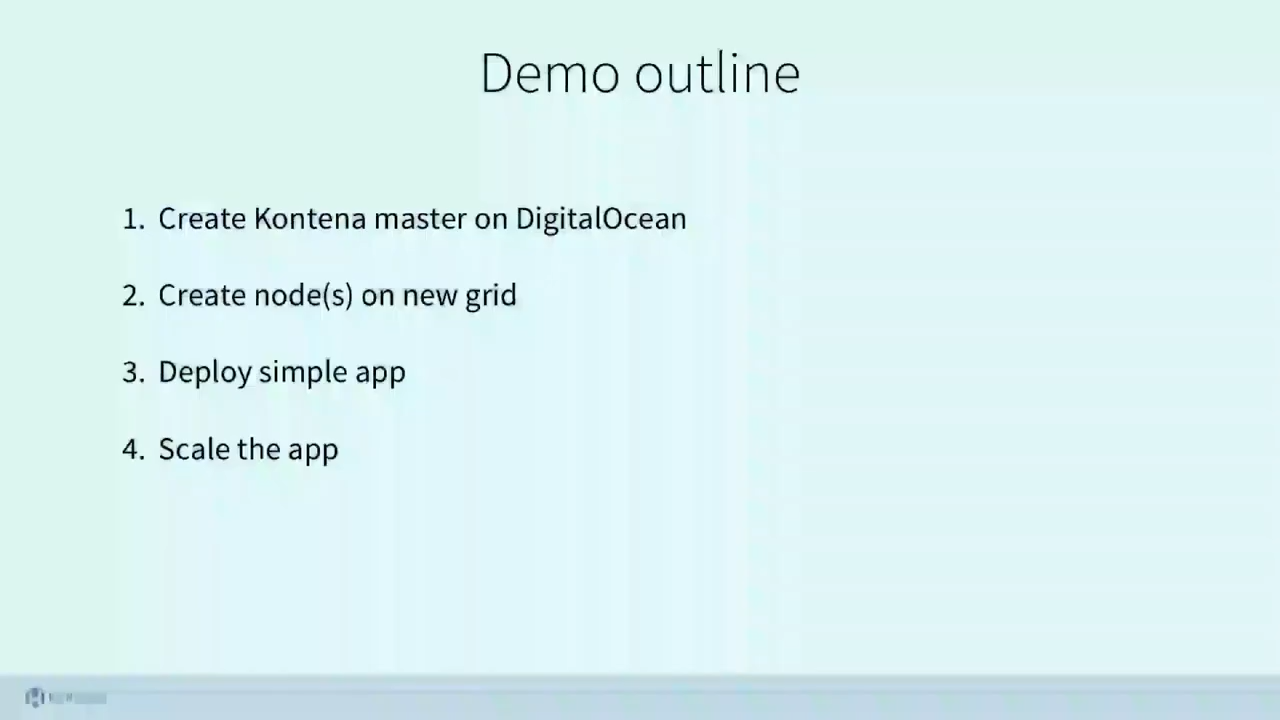 Demo outline
1. Create Kontena master on DigitalOcean
2. Create node(s) on new grid
3. Deploy simple app
4. Scale the app